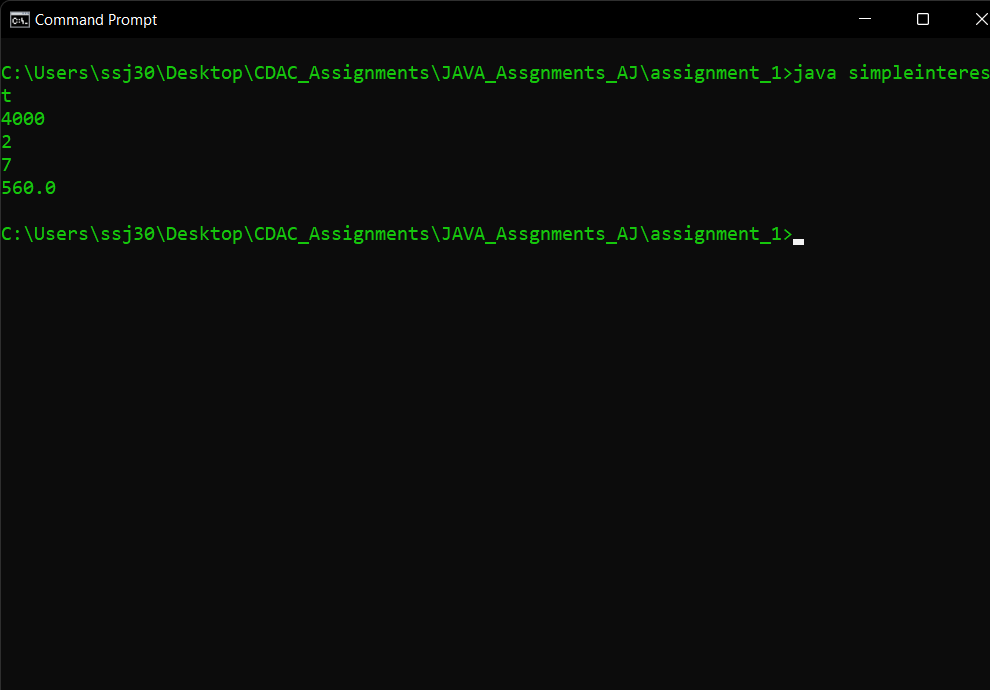 Command Prompt
C:\Users\ssj30\Desktop\CDAC_Assignments\JAVA_Assgnments_AJ\assignment_1>java simpleinteres
t
4000
2
7
560.0
C:\Users\ssj30\Desktop\CDAC_Assignments\JAVA_Assgnments_AJ\assignment_1>